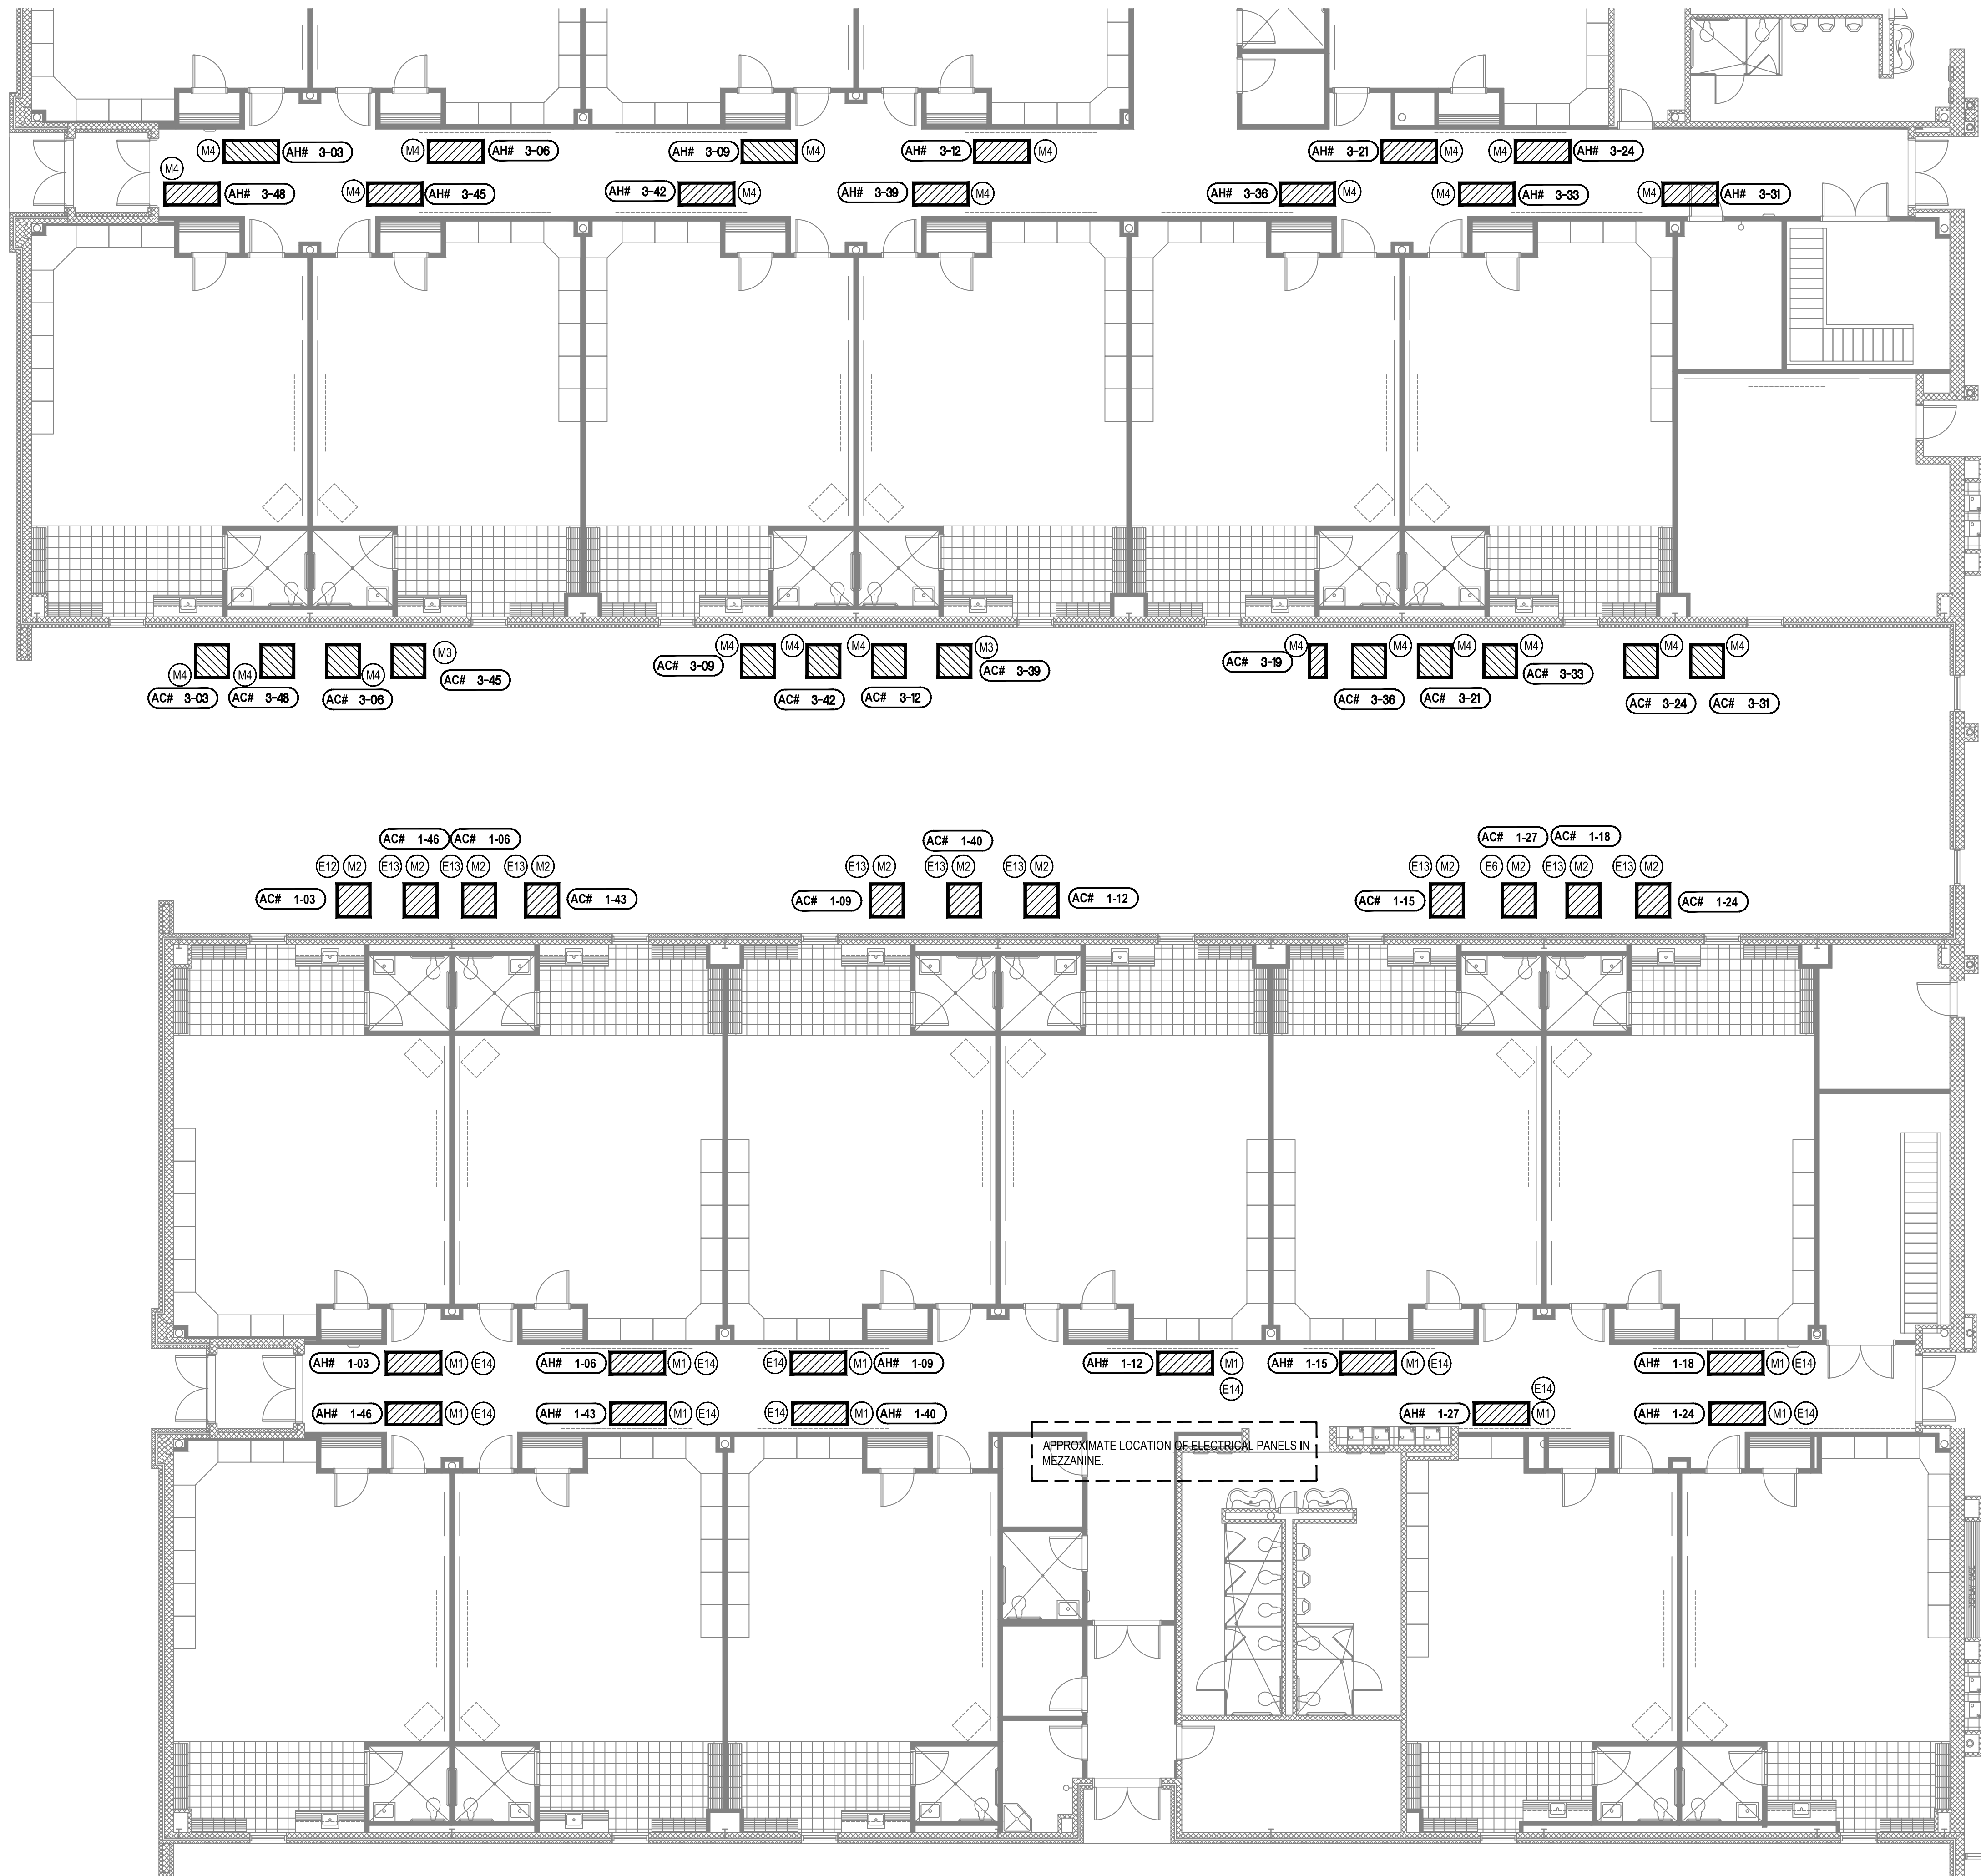 M4 AH# 3-03 M4 AH# 3-06 AH# 3-09 M4 AH# 3-12 M4 AH# 3-21 M4 M4 AH# 3-24
M4
AH# 3-48 M4 AH# 3-45 AH# 3-42 M4 AH# 3-39 M4 AH# 3-36 M4 M4 AH# 3-33 M4 AH# 3-31
M4 M4 M4 M3 M4 M4 M4 M3 M4 M4 M4 M4 M4 M4
AC# 3-45 AC# 3-09 AC# 3-39 AC# 3-19 AC# 3-33
AC# 3-03 AC# 3-48 AC# 3-06 AC# 3-42 AC# 3-12 AC# 3-36 AC# 3-21 AC# 3-24 AC# 3-31
AC# 1-46 AC# 1-06 AC# 1-40 AC# 1-27 AC# 1-18
E12 M2 E13 M2 E13 M2 E13 M2 E13 M2 E13 M2 E13 M2 E13 M2 E6 M2 E13 M2 E13 M2
AC# 1-03 AC# 1-43 AC# 1-09 AC# 1-12 AC# 1-15 AC# 1-24
AH# 1-03 M1 E14 AH# 1-06 M1 E14 E14 M1 AH# 1-09 AH# 1-12 M1 AH# 1-15 M1 E14 AH# 1-18 M1 E14
E14 E14
AH# 1-46 M1 E14 AH# 1-43 M1 E14 E14 M1 AH# 1-40 AH# 1-27 M1 AH# 1-24 M1 E14
APPROXIMATE LOCATION OF ELECTRICAL PANELS IN
MEZZANINE.
DISPLAY CASE